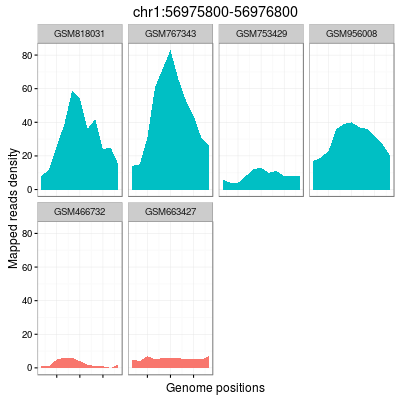 chr1:56975800-56976800
GSM818031 GSM767343 GSM753429 GSM956008
80
60
40
20
0
GSM466732 GSM663427
80
60
40
20
0
Mapped reads density
Genome positions